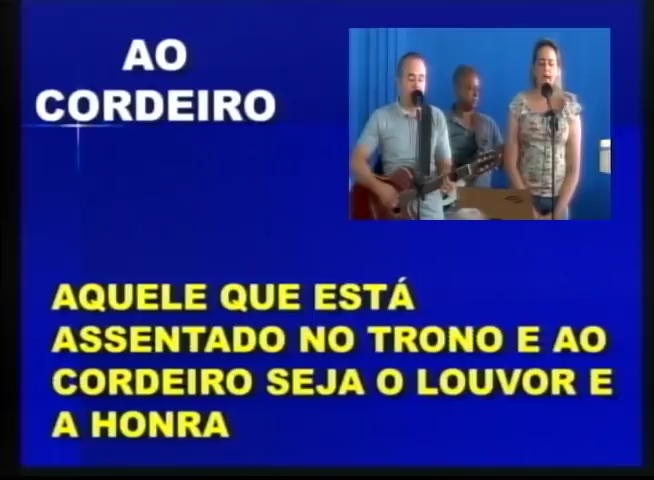 AO
CORDEIRO
AQUELE QUE ESTÁ
ASSENTADO NO TRONO E AO
CORDEIRO SEJA O LOUVOR E
A HONRA